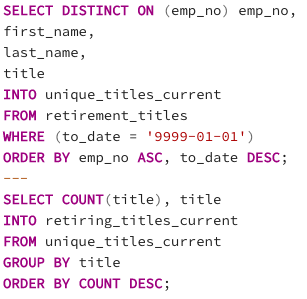 SELECT DISTINCT ON (emp_no) emp_no,
first_name,
last_name,
title
INTO unique_titles_current
FROM retirement_titles
WHERE (to_date = '9999-01-01')
ORDER BY emp_no ASC, to_date DESC;
---
SELECT COUNT(title), title
INTO retiring_titles_current
FROM unique_titles_current
GROUP BY title
ORDER BY COUNT DESC;